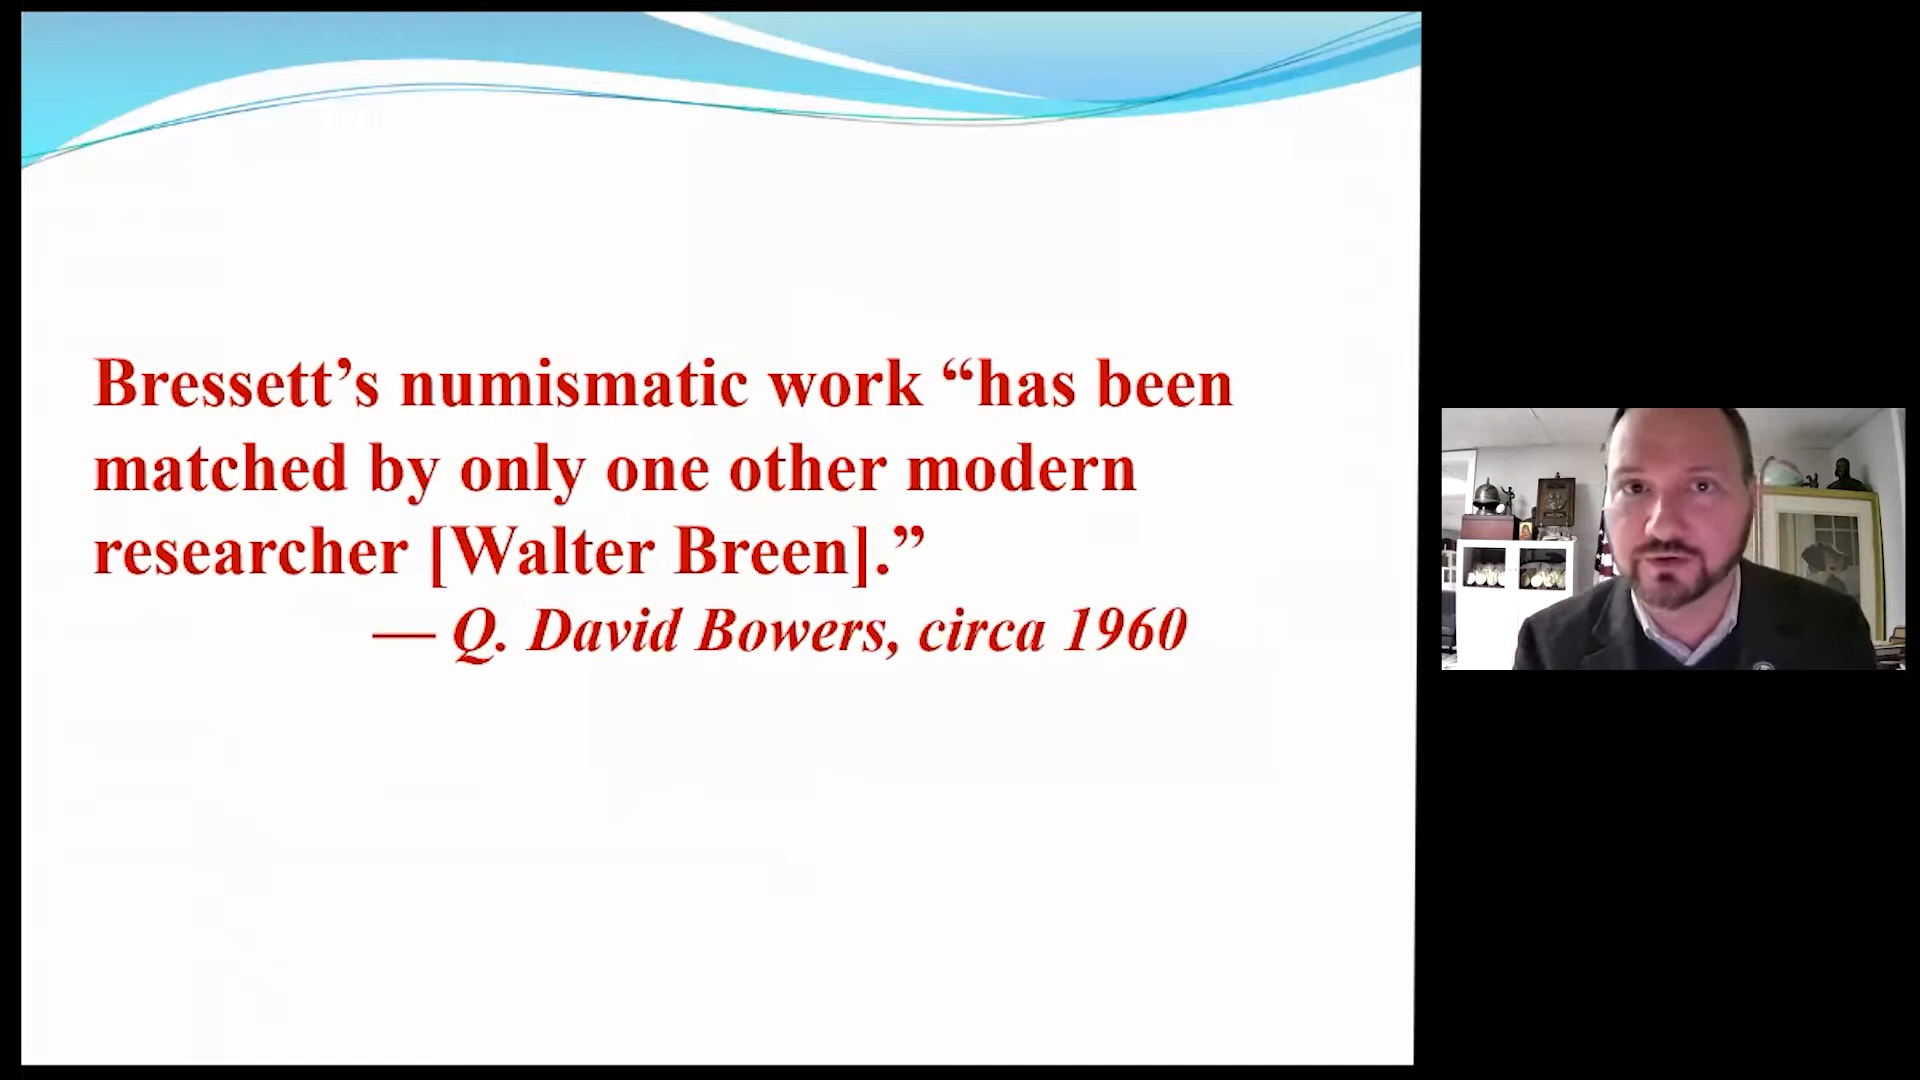 Bressett’s numismatic work “has been
matched by only one other modern
researcher [Walter Breen].”
— Q. David Bowers, circa 1960